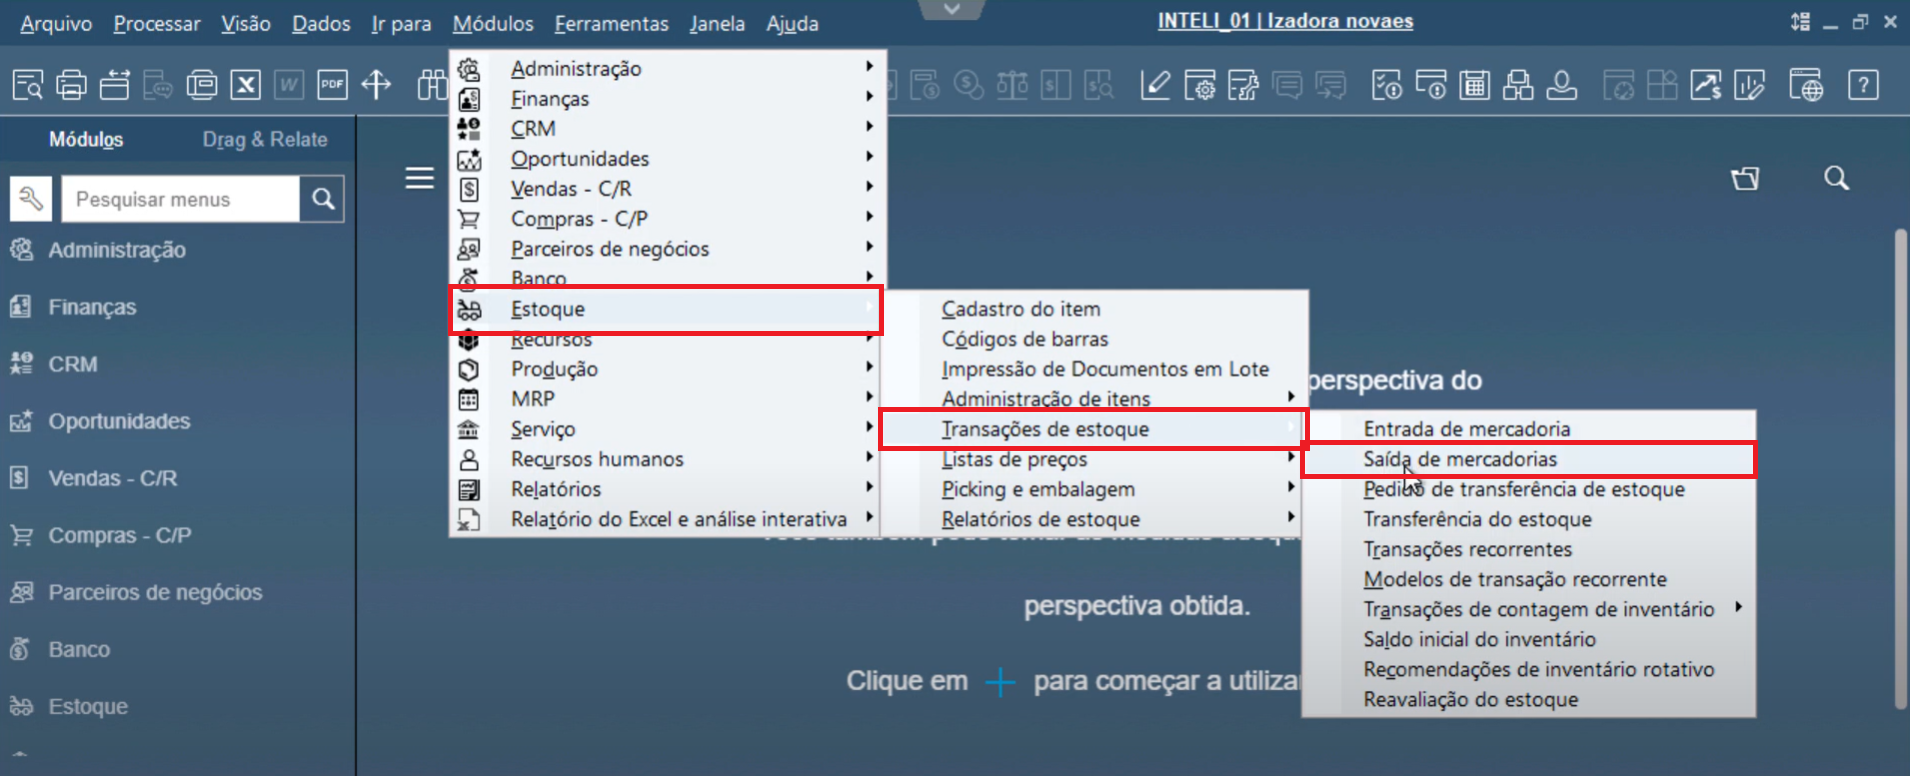 Arquivo Processar Visão Dados Ir para Módulos Ferramentas Janela Ajuda
INTELI_01 | Izadora novaes
X W PDF
?
Módulos Drag & Relate
Pesquisar menus
Administração
Finanças
CRM
Oportunidades
Vendas - C/R
Compras - C/P
Parceiros de negócios
Banco
Estoque
Administração
Finanças
CRM
Oportunidades
Vendas - C/R
Compras - C/P
Parceiros de negócios
Banco
Estoque
Recursos
Produção
MRP
Serviço
Recursos humanos
Relatórios
Relatório do Excel e análise interativa
Cadastro do item
Códigos de barras
Impressão de Documentos em Lote
Administração de itens
Transações de estoque
Listas de preços
Picking e embalagem
Relatórios de estoque
Entrada de mercadoria
Saída de mercadorias
Pedido de transferência de estoque
Transferência do estoque
Transações recorrentes
Modelos de transação recorrente
Transações de contagem de inventário
Saldo inicial do inventário
Recomendações de inventário rotativo
Reavaliação do estoque
perspectiva do
perspectiva obtida.
Clique em + para começar a utilizar